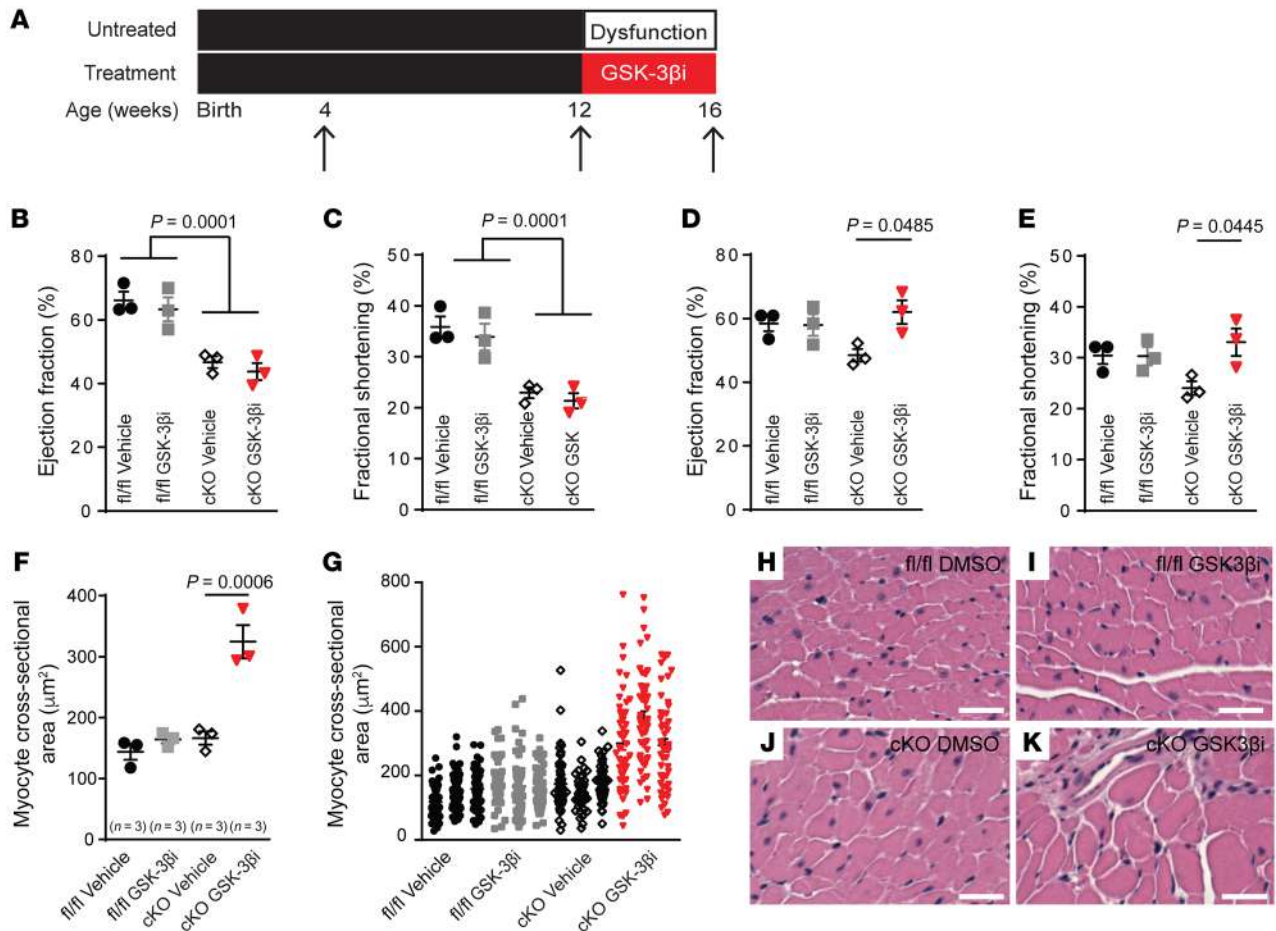 A
Untreated
Dysfunction
Treatment
GSK-3βi
Age (weeks) Birth 4 12 16
B
P = 0.0001
Ejection fraction (%)
80
60
40
20
0
fl/fl Vehicle
fl/fl GSK-3βi
cKO Vehicle
cKO GSK-3βi
C
P = 0.0001
Fractional shortening (%)
50
40
30
20
10
0
fl/fl Vehicle
fl/fl GSK-3βi
cKO Vehicle
cKO GSK
D
P = 0.0485
Ejection fraction (%)
80
60
40
20
0
fl/fl Vehicle
fl/fl GSK-3βi
cKO Vehicle
cKO GSK-3βi
E
P = 0.0445
Fractional shortening (%)
50
40
30
20
10
0
fl/fl Vehicle
fl/fl GSK-3βi
cKO Vehicle
cKO GSK-3βi
F
P = 0.0006
Myocyte cross-sectional
area (μm²)
400
300
200
100
0
(n = 3) (n = 3) (n = 3) (n = 3)
fl/fl Vehicle
fl/fl GSK-3βi
cKO Vehicle
cKO GSK-3βi
G
Myocyte cross-sectional
area (μm²)
800
600
400
200
0
fl/fl Vehicle
fl/fl GSK-3βi
cKO Vehicle
cKO GSK-3βi
H
fl/fl DMSO
I
fl/fl GSK3βi
J
cKO DMSO
K
cKO GSK3βi